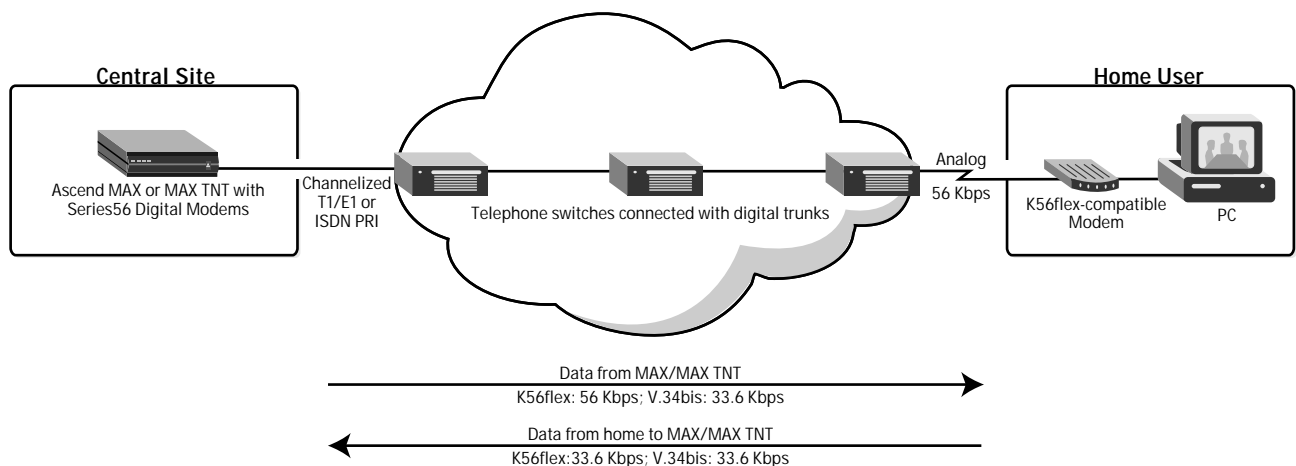 Central Site
Home User
Ascend MAX or MAX TNT with
Series56 Digital Modems
Channelized
T1/E1 or
ISDN PRI
Telephone switches connected with digital trunks
Analog
56 Kbps
K56flex-compatible
Modem
PC
Data from MAX/MAX TNT
K56flex: 56 Kbps; V.34bis: 33.6 Kbps
Data from home to MAX/MAX TNT
K56flex:33.6 Kbps; V.34bis: 33.6 Kbps